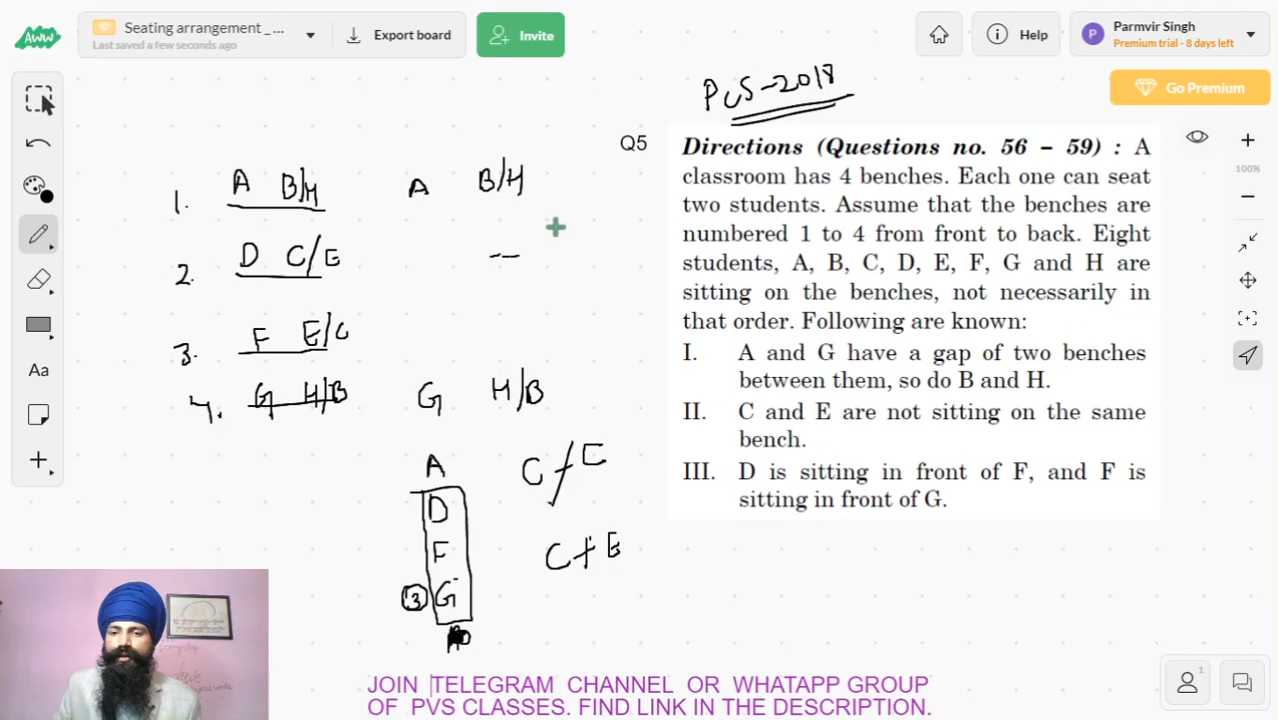 AWW
Seating arrangement _ ...
Last saved a few seconds ago
Export board
Invite
Help
P
Parmvir Singh
Premium trial - 8 days left
Go Premium
PCS-2018
Q5
Directions (Questions no. 56 – 59) : A
classroom has 4 benches. Each one can seat
two students. Assume that the benches are
numbered 1 to 4 from front to back. Eight
students, A, B, C, D, E, F, G and H are
sitting on the benches, not necessarily in
that order. Following are known:
I. A and G have a gap of two benches
between them, so do B and H.
II. C and E are not sitting on the same
bench.
III. D is sitting in front of F, and F is
sitting in front of G.
100%
Aa
1. A B/H A B/H
2. D C/E --
3. F E/C
4. G H/B G H/B
A C ≠ E
D
F C ≠ E
3 G
1
JOIN TELEGRAM CHANNEL OR WHATAPP GROUP
OF PVS CLASSES. FIND LINK IN THE DESCRIPTION.